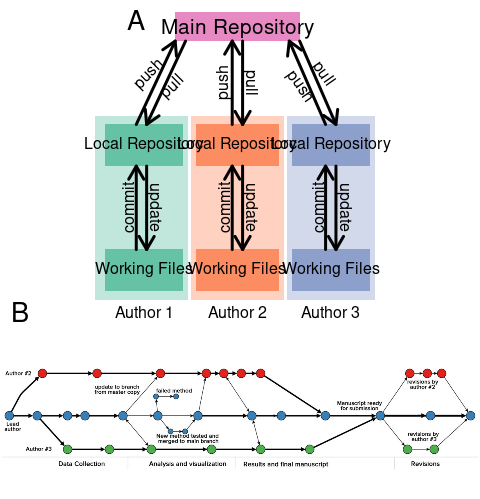 A
Main Repository
push
pull
push
pull
push
pull
Local Repository
Local Repository
Local Repository
commit
update
commit
update
commit
update
Working Files
Working Files
Working Files
Author 1
Author 2
Author 3
B
Author #2
update to branch
from master copy
failed method
revisions by
author #2
Manuscript ready
for submission
Lead
author
New method tested and
merged to main branch
revisions by
author #3
Author #3
Data Collection
Analysis and visualization
Results and final manuscript
Revisions